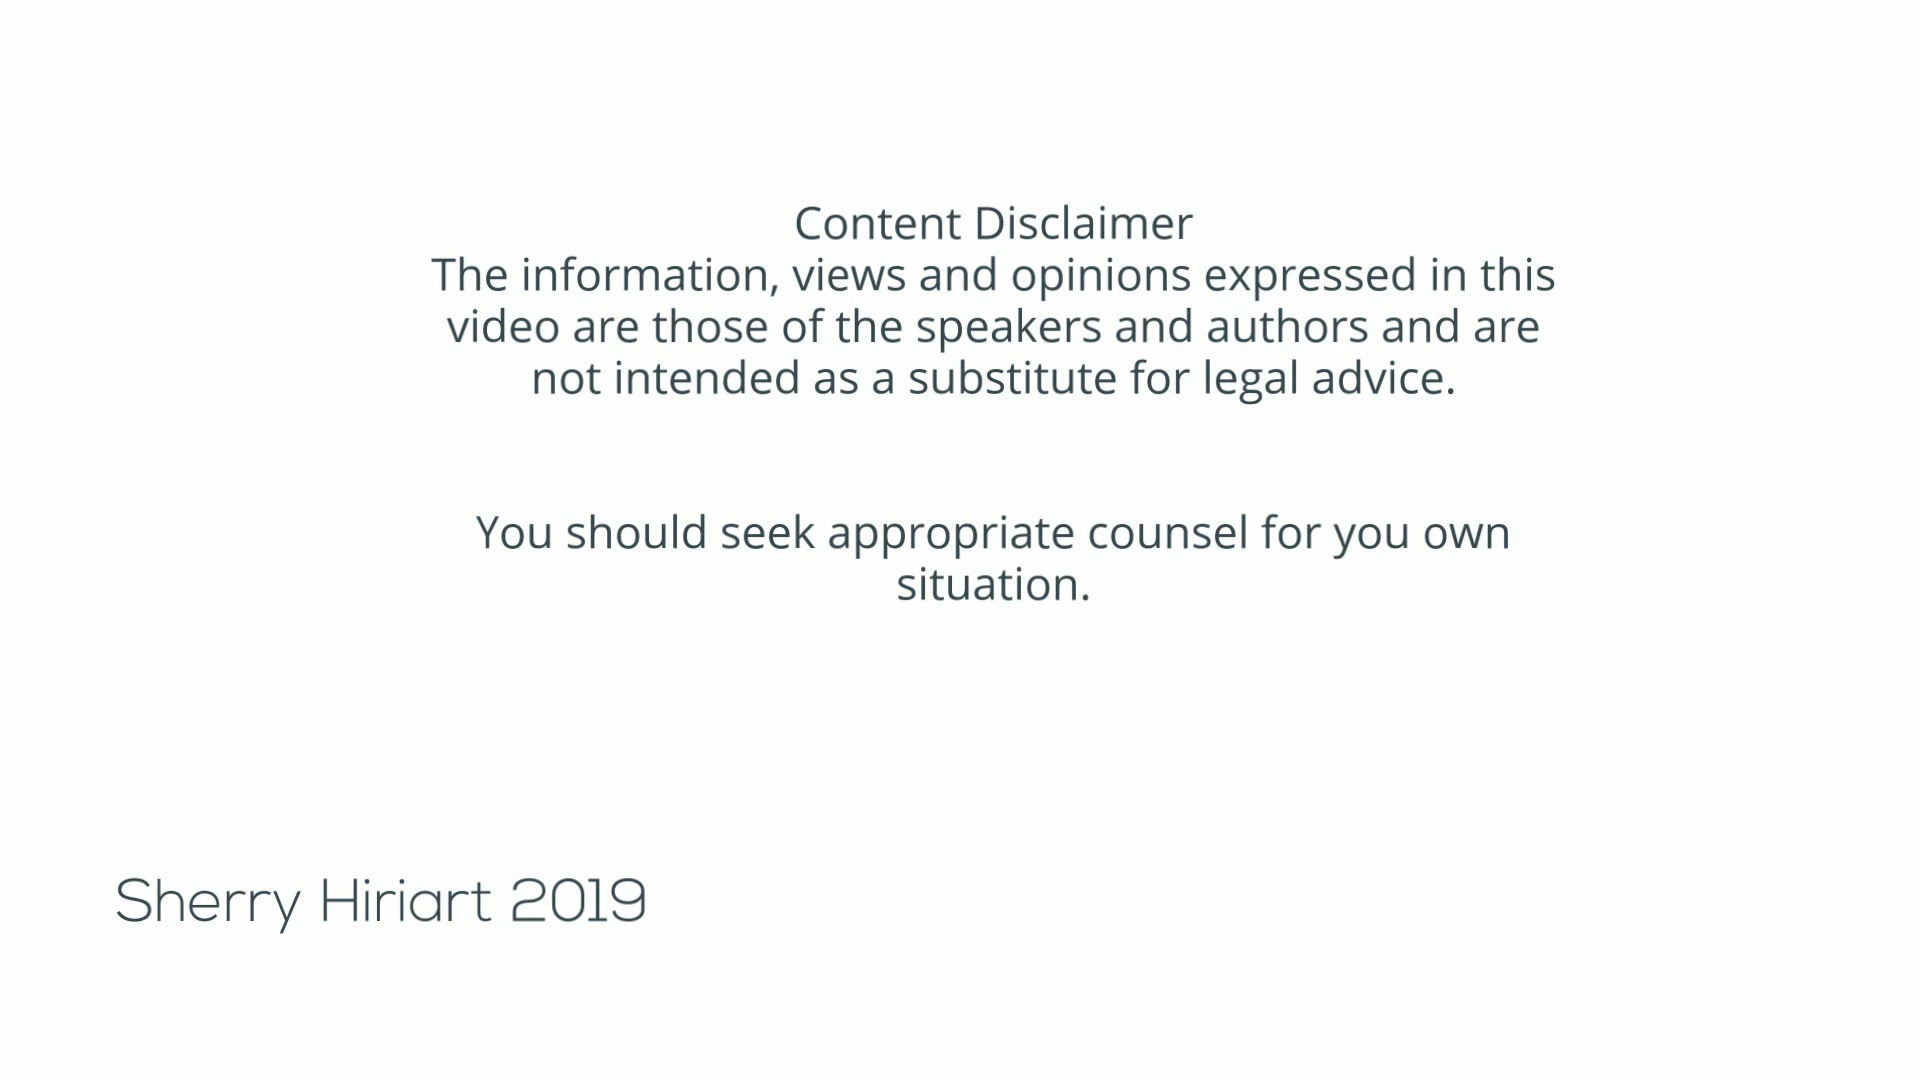 Content Disclaimer
The information, views and opinions expressed in this
video are those of the speakers and authors and are
not intended as a substitute for legal advice.
You should seek appropriate counsel for you own
situation.
Sherry Hiriart 2019